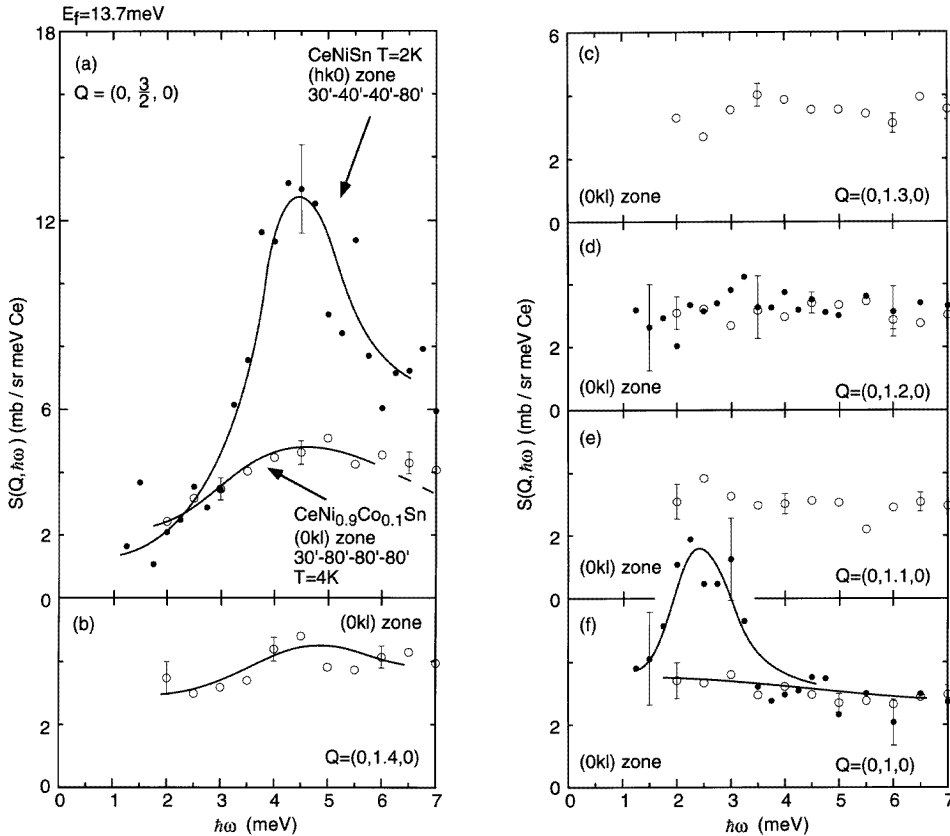 E_f=13.7meV
18
(a)
Q = (0, 3/2, 0)
CeNiSn T=2K
(hk0) zone
30'-40'-40'-80'
12
6
2
0
CeNi0.9Co0.1Sn
(0kl) zone
30'-80'-80'-80'
T=4K
S(Q,ħω) (mb / sr meV Ce)
(b)
(0kl) zone
2
0
Q=(0,1.4,0)
0 1 2 3 4 5 6 7
ħω (meV)
6
(c)
2
(0kl) zone
Q=(0,1.3,0)
0
(d)
2
(0kl) zone
Q=(0,1.2,0)
0
S(Q,ħω) (mb / sr meV Ce)
(e)
2
(0kl) zone
Q=(0,1.1,0)
0
(f)
2
(0kl) zone
Q=(0,1,0)
0
0 1 2 3 4 5 6 7
ħω (meV)